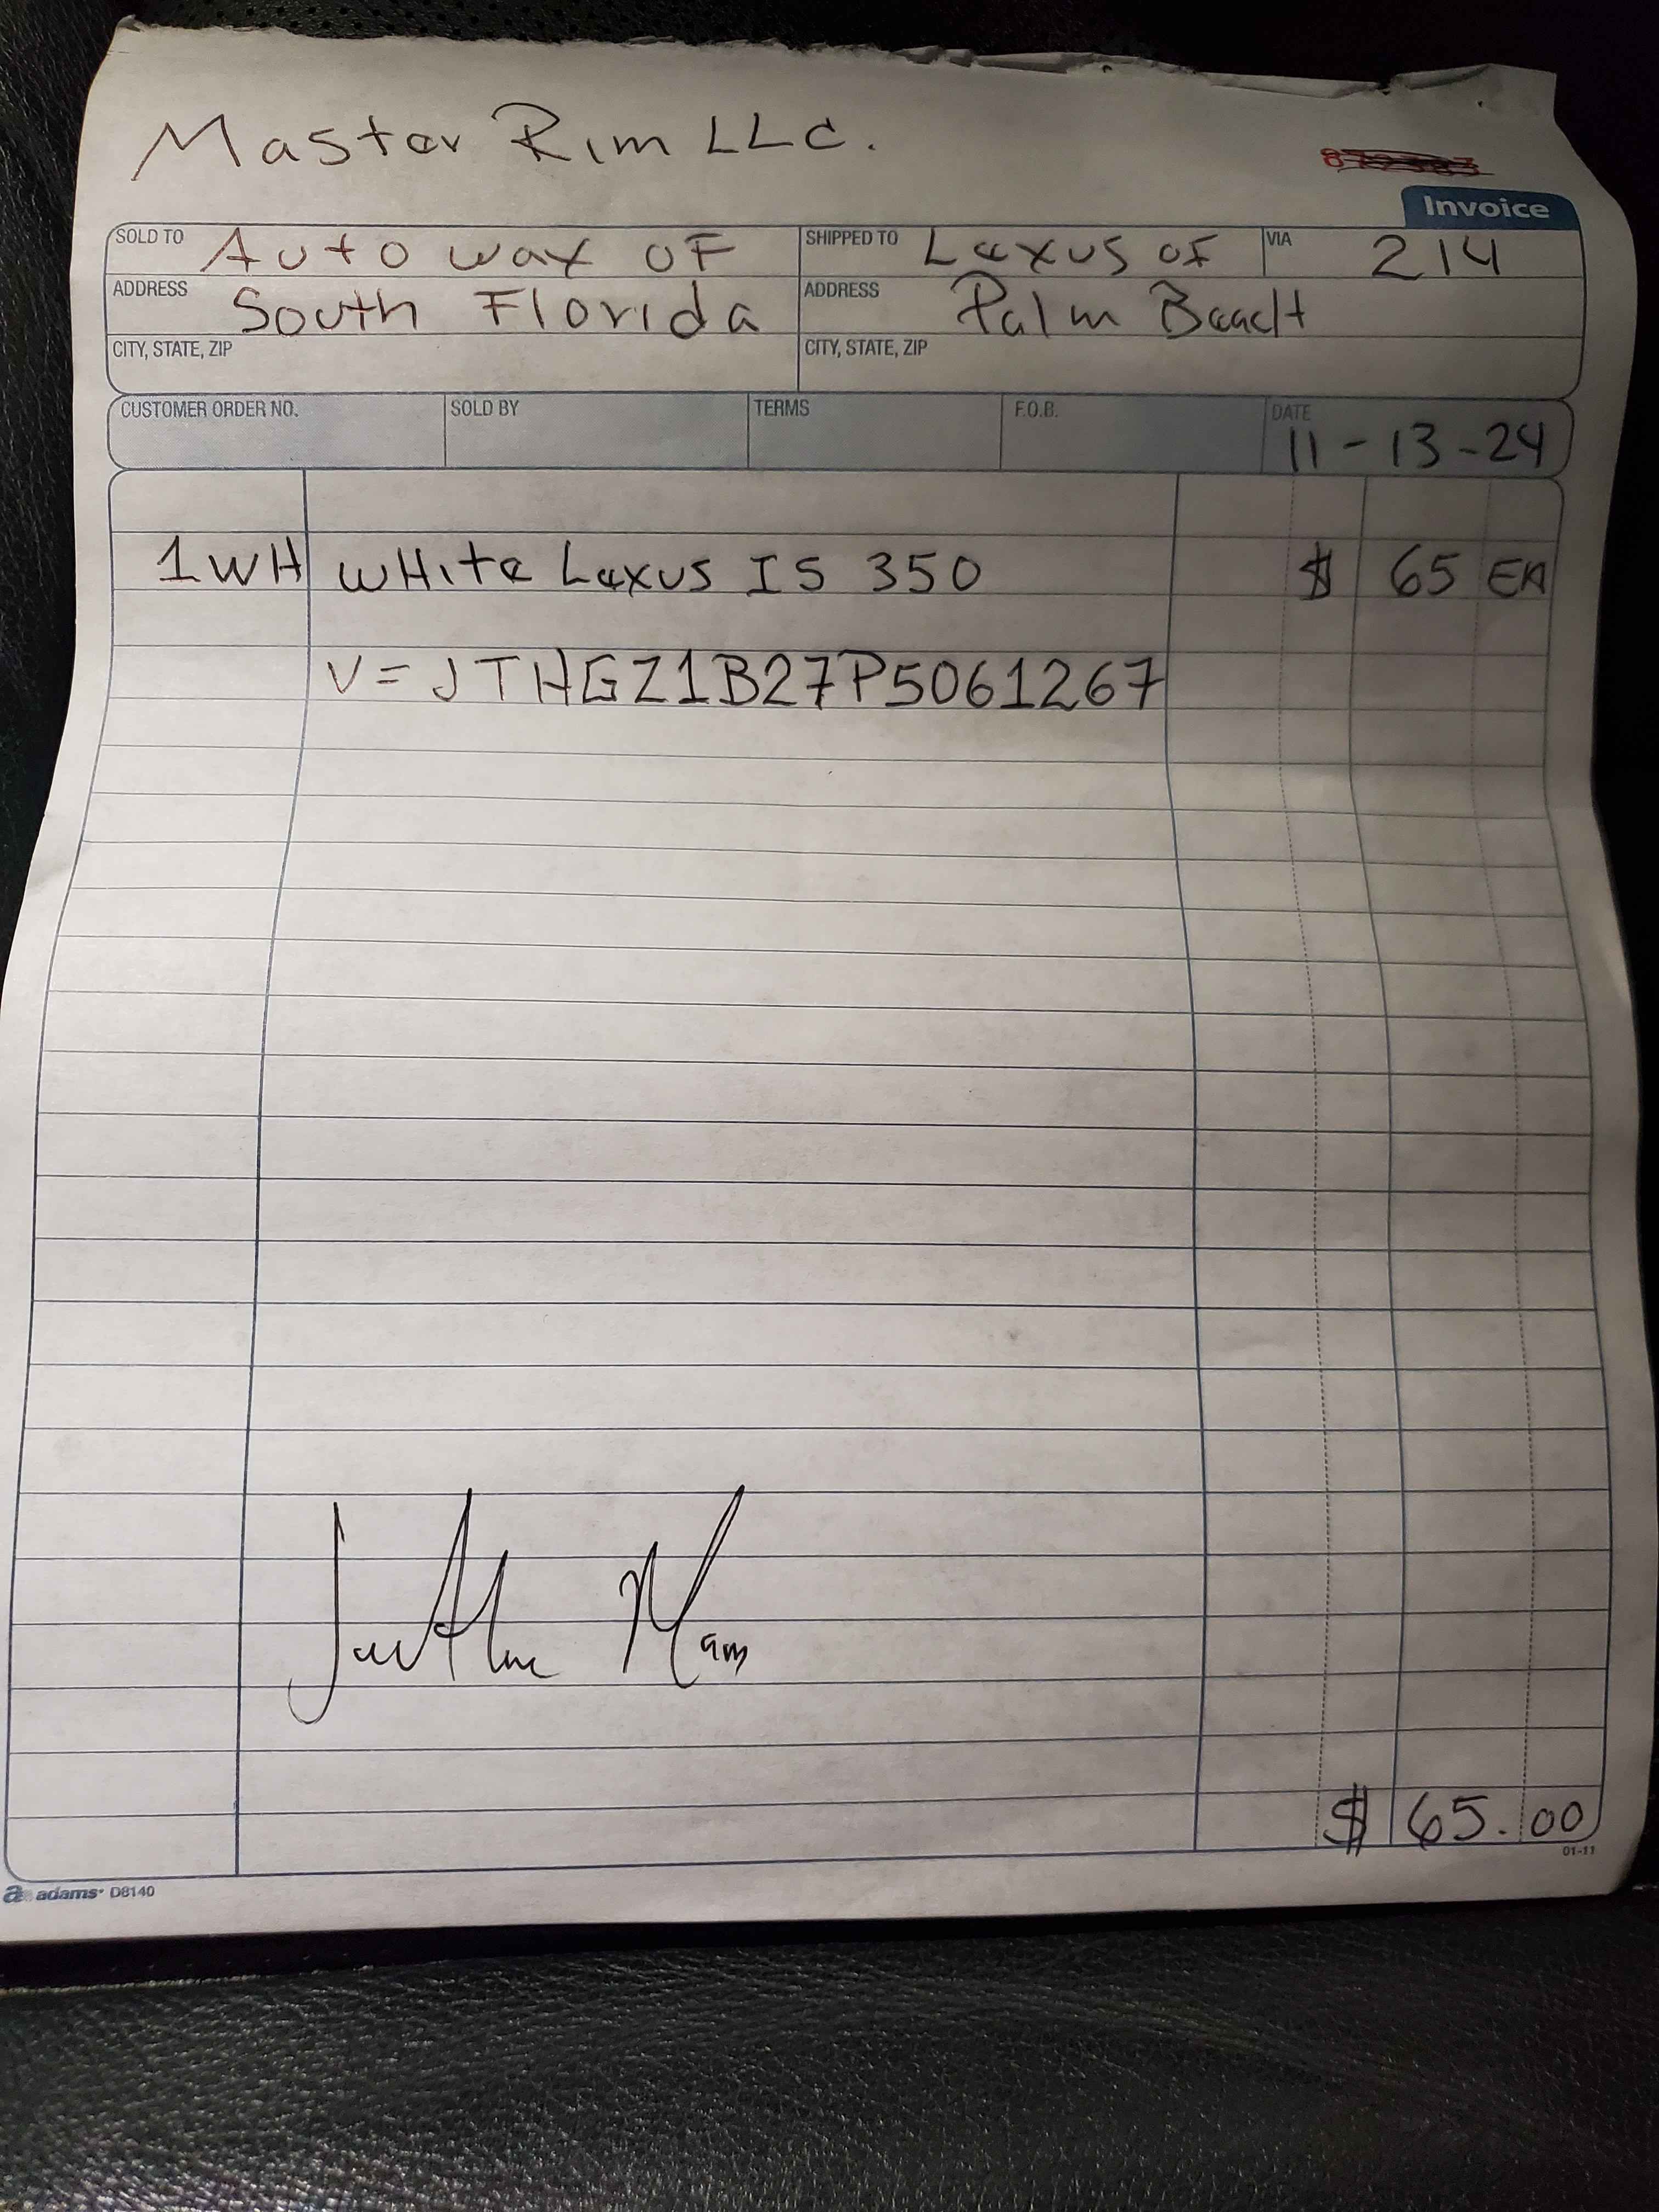 Master Rim LLC.
Invoice
SOLD TO Auto wax OF SHIPPED TO Lexus of VIA 214
ADDRESS South Florida ADDRESS Palm Beach
CITY, STATE, ZIP CITY, STATE, ZIP
CUSTOMER ORDER NO. SOLD BY TERMS F.O.B. DATE 11-13-24
1WH WHite Lexus IS 350 $ 65 EA
V=JTHGZ1B27P5061267
$ 65.00
01-11
adams D8140